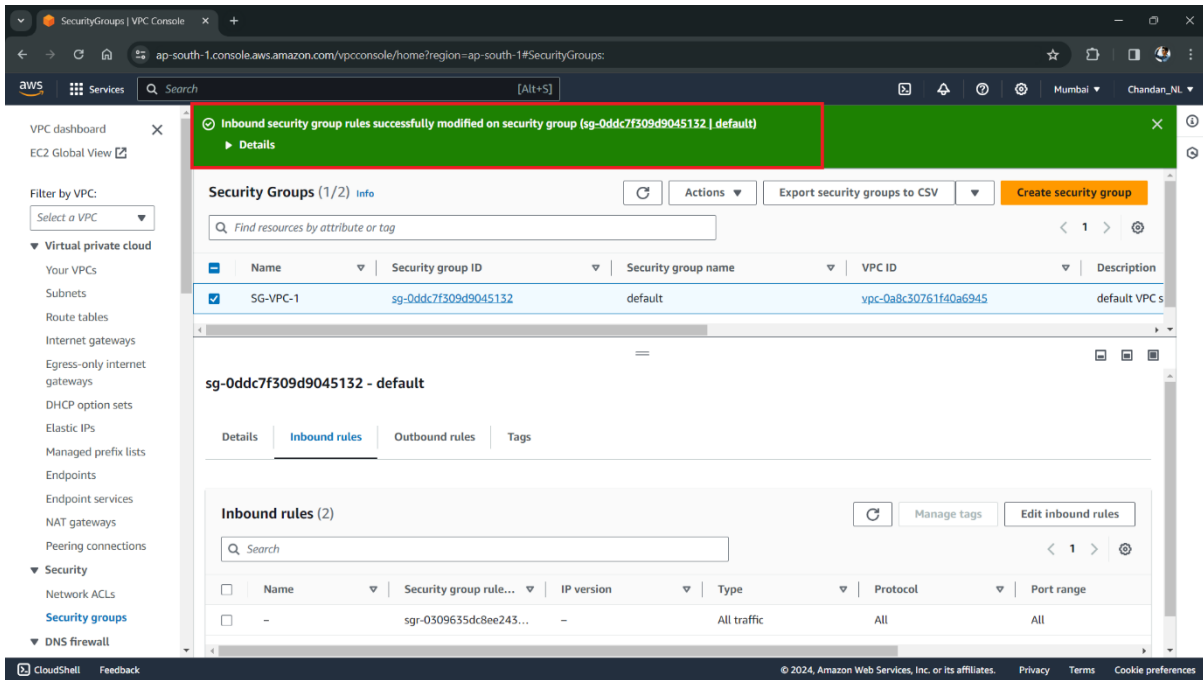 SecurityGroups | VPC Console
ap-south-1.console.aws.amazon.com/vpcconsole/home?region=ap-south-1#SecurityGroups:
aws Services Search [Alt+S] Mumbai Chandan_NL
VPC dashboard
EC2 Global View
Filter by VPC:
Select a VPC
Virtual private cloud
Your VPCs
Subnets
Route tables
Internet gateways
Egress-only internet
gateways
DHCP option sets
Elastic IPs
Managed prefix lists
Endpoints
Endpoint services
NAT gateways
Peering connections
Security
Network ACLs
Security groups
DNS firewall
Inbound security group rules successfully modified on security group (sg-0ddc7f309d9045132 | default)
Details
Security Groups (1/2) Info Actions Export security groups to CSV Create security group
Find resources by attribute or tag 1
Name Security group ID Security group name VPC ID Description
SG-VPC-1 sg-0ddc7f309d9045132 default vpc-0a8c30761f40a6945 default VPC s
sg-0ddc7f309d9045132 - default
Details Inbound rules Outbound rules Tags
Inbound rules (2) Manage tags Edit inbound rules
Search 1
Name Security group rule... IP version Type Protocol Port range
– sgr-0309635dc8ee243... – All traffic All All
CloudShell Feedback © 2024, Amazon Web Services, Inc. or its affiliates. Privacy Terms Cookie preferences